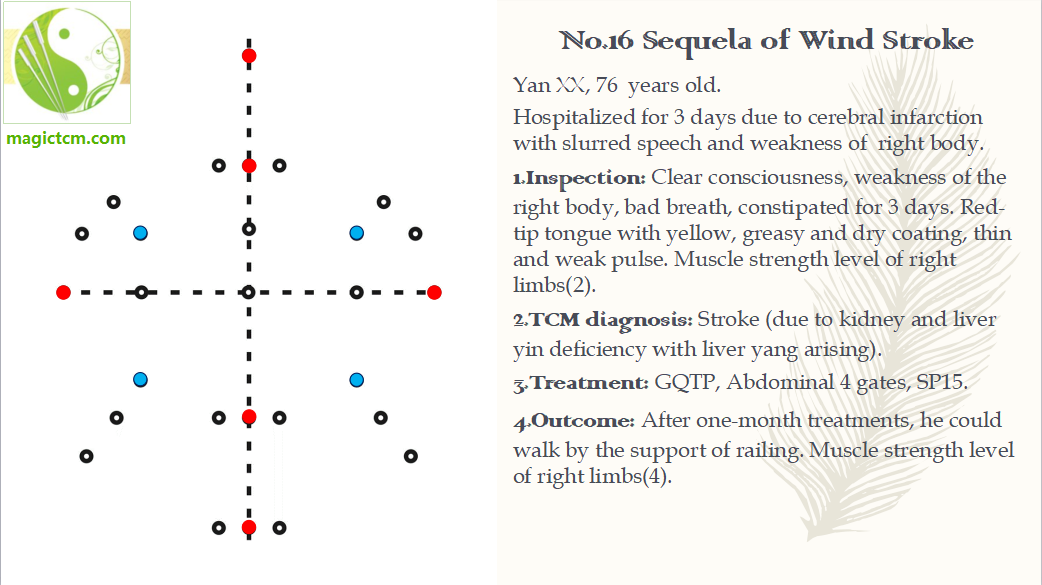 magictcm.com
No.16 Sequela of Wind Stroke
Yan XX, 76 years old.
Hospitalized for 3 days due to cerebral infarction
with slurred speech and weakness of right body.
1.Inspection: Clear consciousness, weakness of the
right body, bad breath, constipated for 3 days. Red-
tip tongue with yellow, greasy and dry coating, thin
and weak pulse. Muscle strength level of right
limbs(2).
2.TCM diagnosis: Stroke (due to kidney and liver
yin deficiency with liver yang arising).
3.Treatment: GQTP, Abdominal 4 gates, SP15.
4.Outcome: After one-month treatments, he could
walk by the support of railing. Muscle strength level
of right limbs(4).